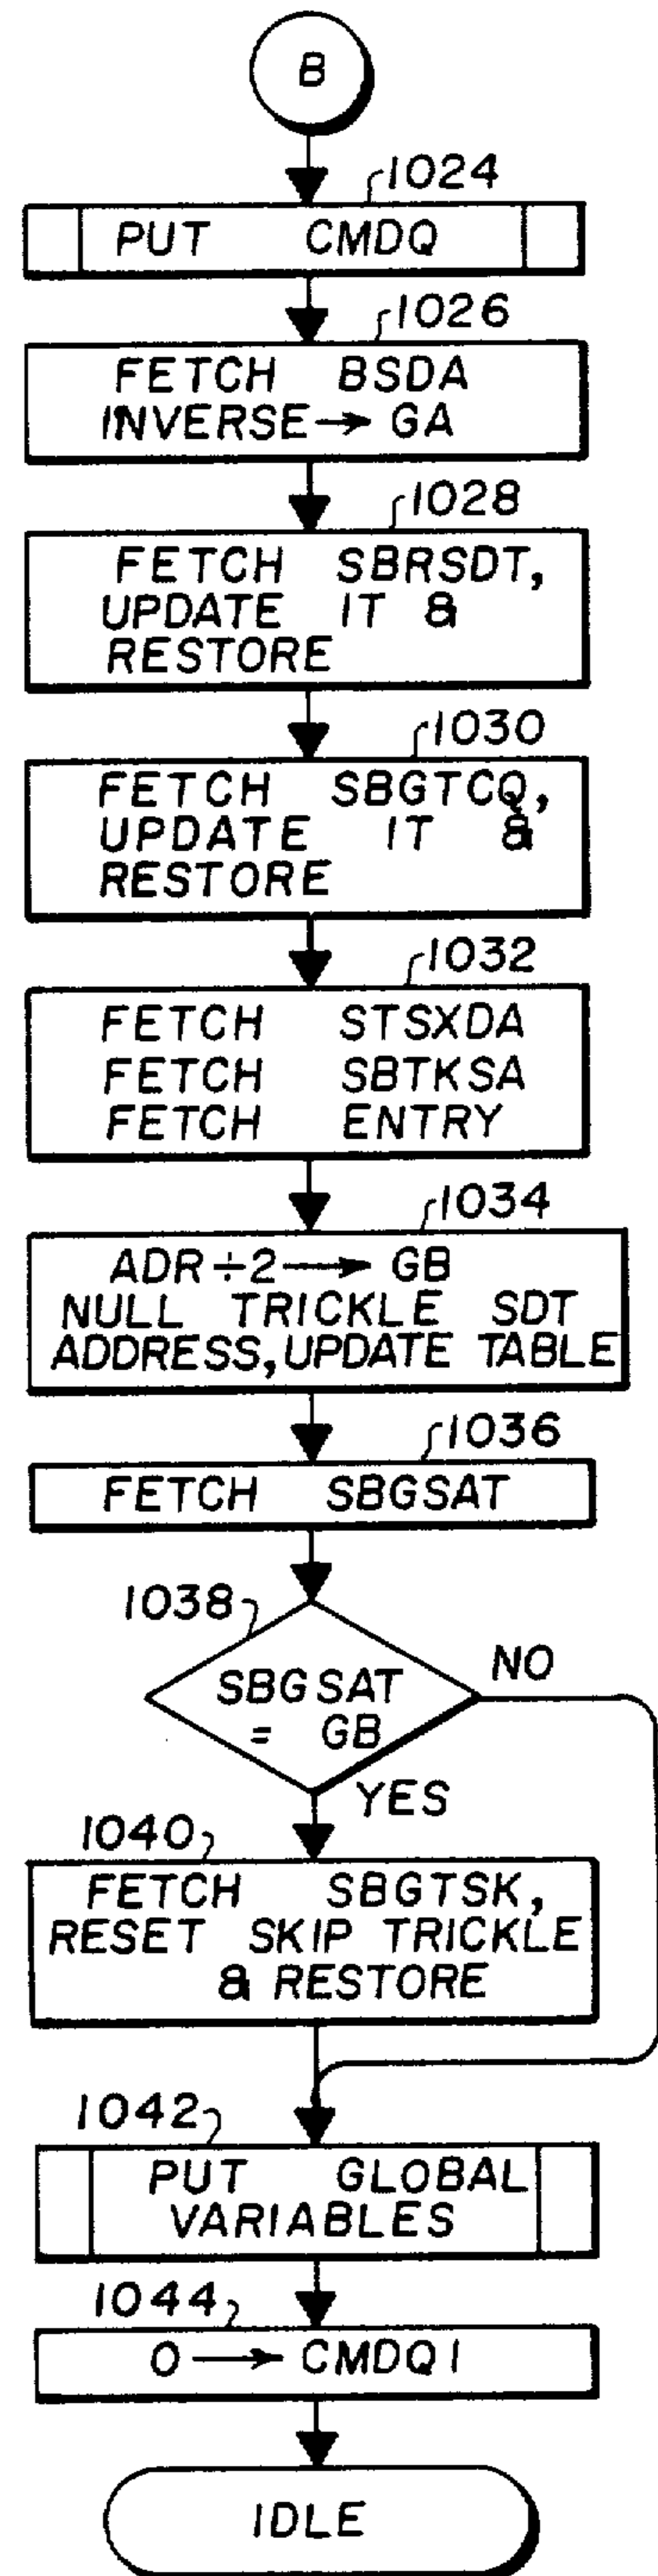 B
1024
PUT CMDQ
1026
FETCH BSDA
INVERSE → GA
1028
FETCH SBRSDT,
UPDATE IT &
RESTORE
1030
FETCH SBGTCQ,
UPDATE IT &
RESTORE
1032
FETCH STSXDA
FETCH SBTKSA
FETCH ENTRY
1034
ADR ÷ 2 → GB
NULL TRICKLE SDT
ADDRESS, UPDATE TABLE
1036
FETCH SBGSAT
1038
SBGSAT
= GB
NO
YES
1040
FETCH SBGTSK,
RESET SKIP TRICKLE
& RESTORE
1042
PUT GLOBAL
VARIABLES
1044
0 → CMDQ1
IDLE